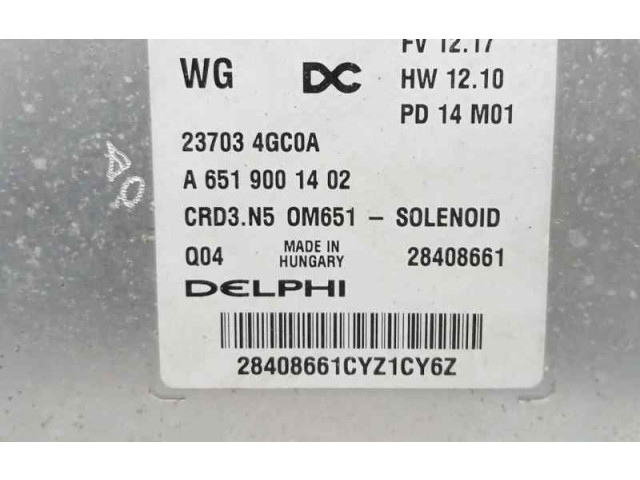 FV 12.17
WG DC HW 12.10
PD 14 M01
23703 4GC0A
A 651 900 14 02
CRD3.N5 OM651 – SOLENOID
Q04 MADE IN HUNGARY 28408661
DELPHI
28408661CYZ1CY6Z